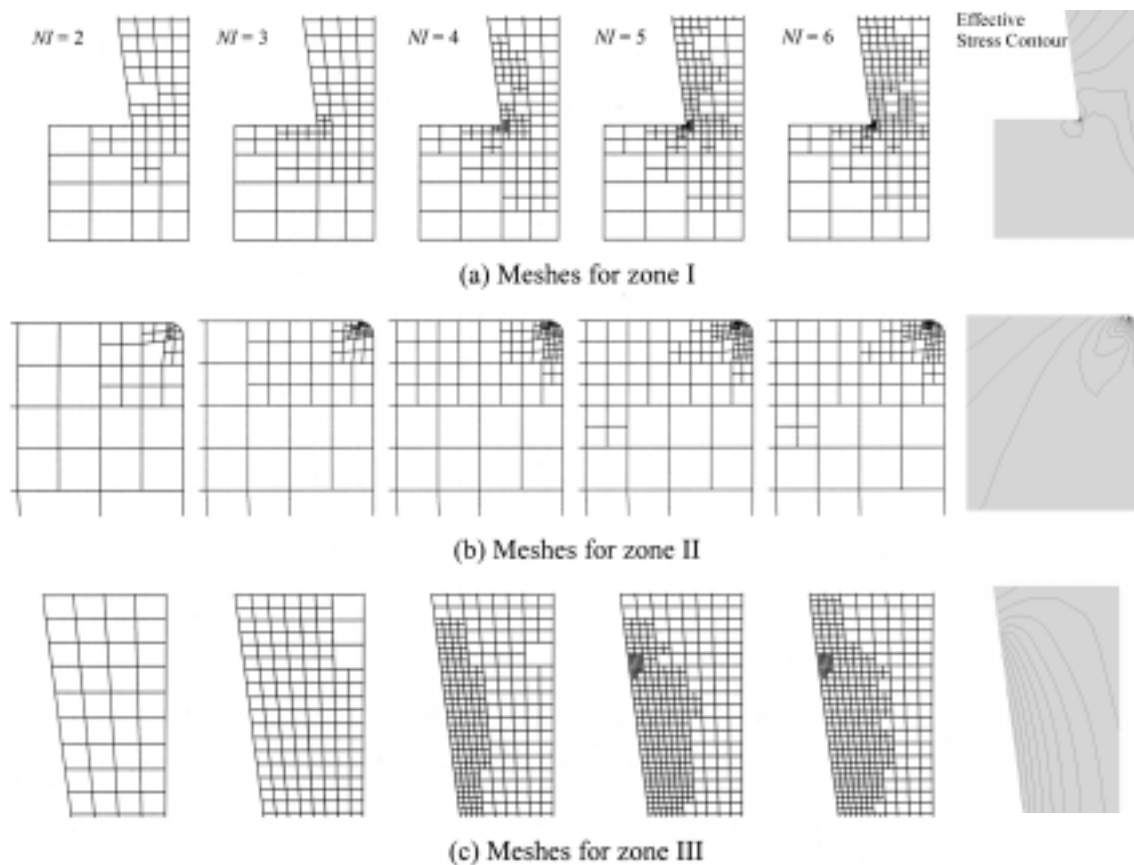 NI = 2
NI = 3
NI = 4
NI = 5
NI = 6
Effective
Stress Contour
(a) Meshes for zone I
(b) Meshes for zone II
(c) Meshes for zone III